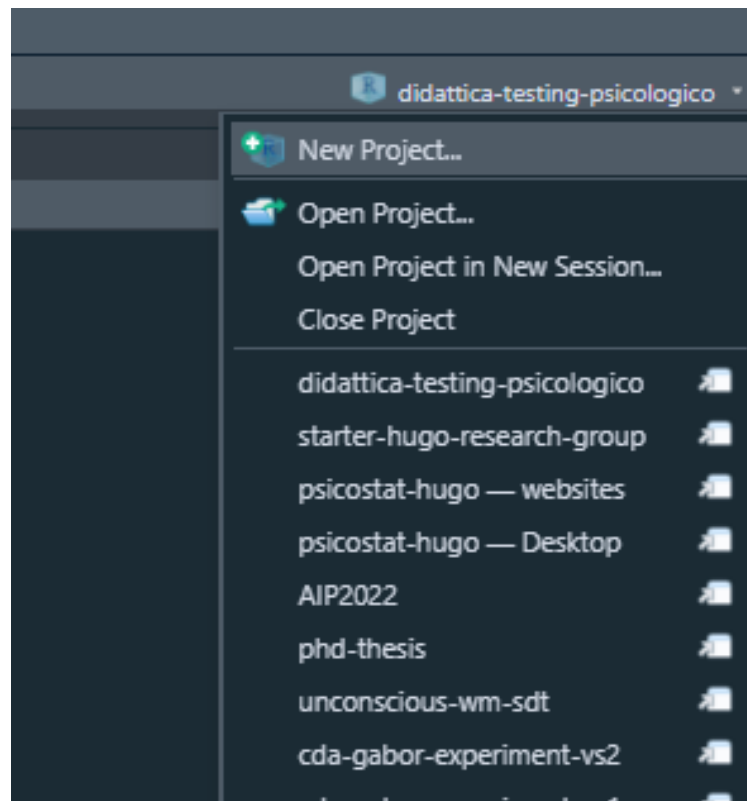 didattica-testing-psicologico
New Project...
Open Project...
Open Project in New Session...
Close Project
didattica-testing-psicologico
starter-hugo-research-group
psicostat-hugo — websites
psicostat-hugo — Desktop
AIP2022
phd-thesis
unconscious-wm-sdt
cda-gabor-experiment-vs2